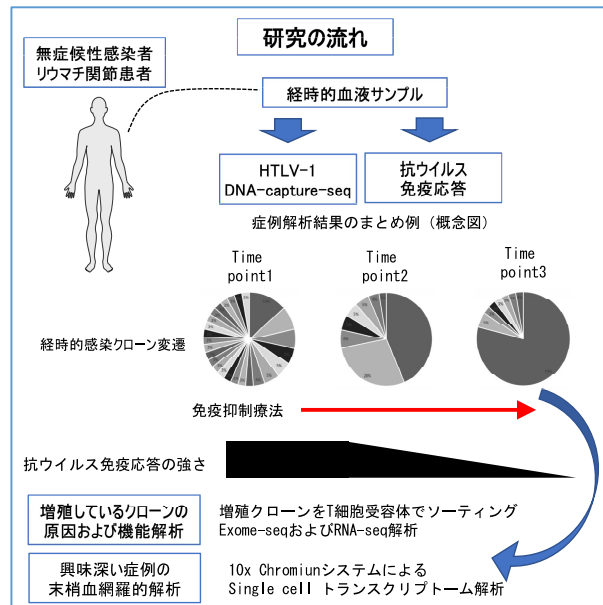 研究の流れ
無症候性感染者
リウマチ関節患者
経時的血液サンプル
HTLV-1
DNA-capture-seq
抗ウイルス
免疫応答
症例解析結果のまとめ例（概念図）
Time
point1
Time
point2
Time
point3
経時的感染クローン変遷
免疫抑制療法
抗ウイルス免疫応答の強さ
増殖しているクローンの
原因および機能解析
増殖クローンをT細胞受容体でソーティング
Exome-seqおよびRNA-seq解析
興味深い症例の
末梢血網羅的解析
10x Chromiunシステムによる
Single cell トランスクリプトーム解析